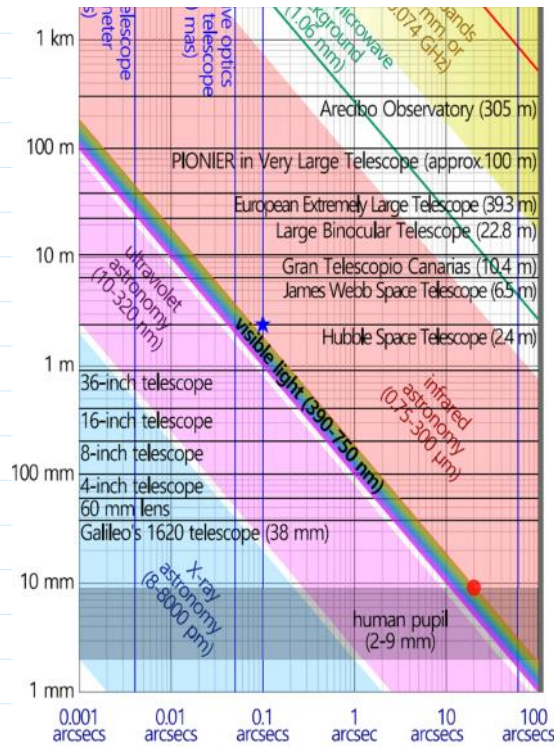 1 km
100 m
10 m
1 m
100 mm
10 mm
1 mm
elescope
meter
s)
ve optics
telescope
mas)
microwave
kground
(1.06 mm)
ands
mm, or
0.074 GHz)
Arecibo Observatory (305 m)
PIONIER in Very Large Telescope (approx.100 m)
European Extremely Large Telescope (39.3 m)
Large Binocular Telescope (22.8 m)
Gran Telescopio Canarias (10.4 m)
James Webb Space Telescope (6.5 m)
Hubble Space Telescope (2.4 m)
ultraviolet
astronomy
(10-320 nm)
visible light (390-750 nm)
infrared
astronomy
(0.75-300 µm)
36-inch telescope
16-inch telescope
8-inch telescope
4-inch telescope
60 mm lens
Galileo's 1620 telescope (38 mm)
X-ray
astronomy
(8-8000 pm)
human pupil
(2-9 mm)
0.001
arcsecs
0.01
arcsecs
0.1
arcsecs
1
arcsec
10
arcsecs
100
arcsecs